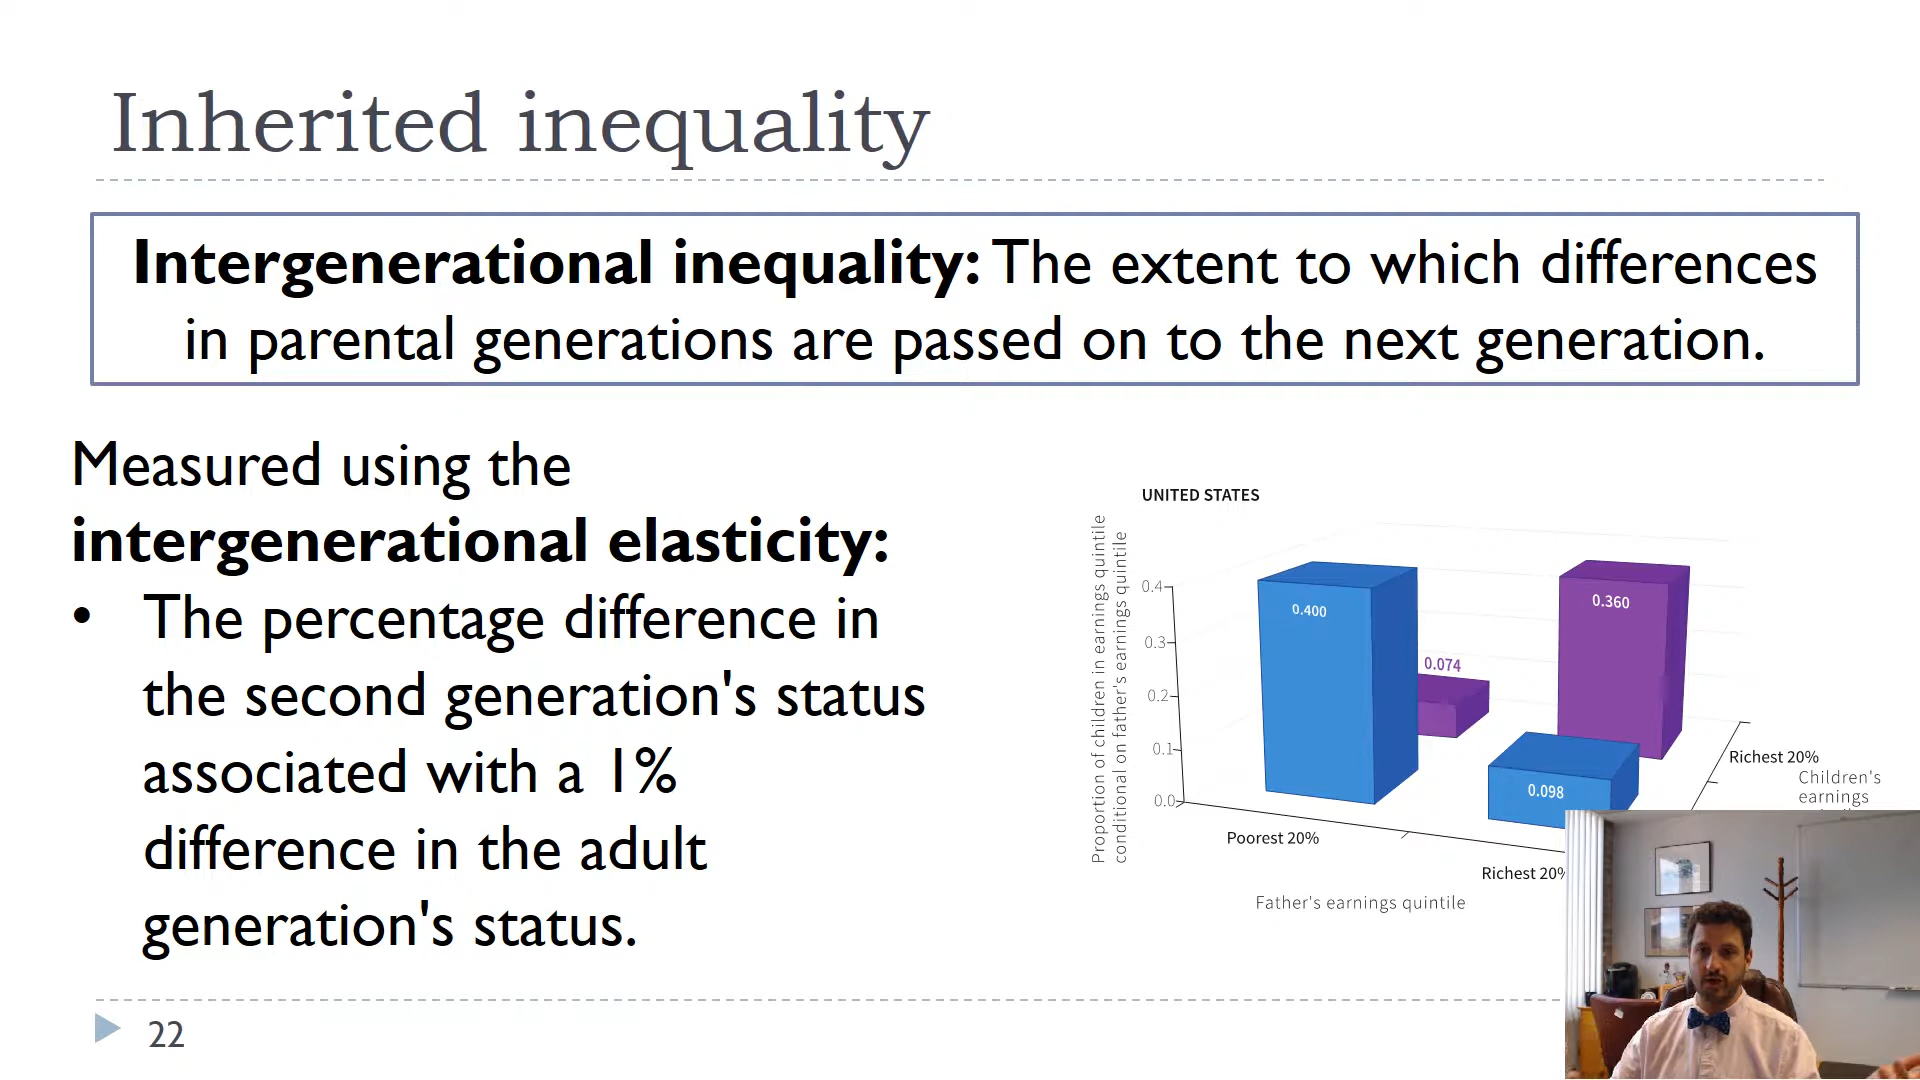 Inherited inequality
Intergenerational inequality: The extent to which differences
in parental generations are passed on to the next generation.
Measured using the
intergenerational elasticity:
• The percentage difference in
the second generation's status
associated with a 1%
difference in the adult
generation's status.
UNITED STATES
Proportion of children in earnings quintile
conditional on father's earnings quintile
0.4
0.3
0.2
0.1
0.0
0.400
0.074
0.360
0.098
Poorest 20%
Richest 20%
Father's earnings quintile
Richest 20%
Children's
earnings
22